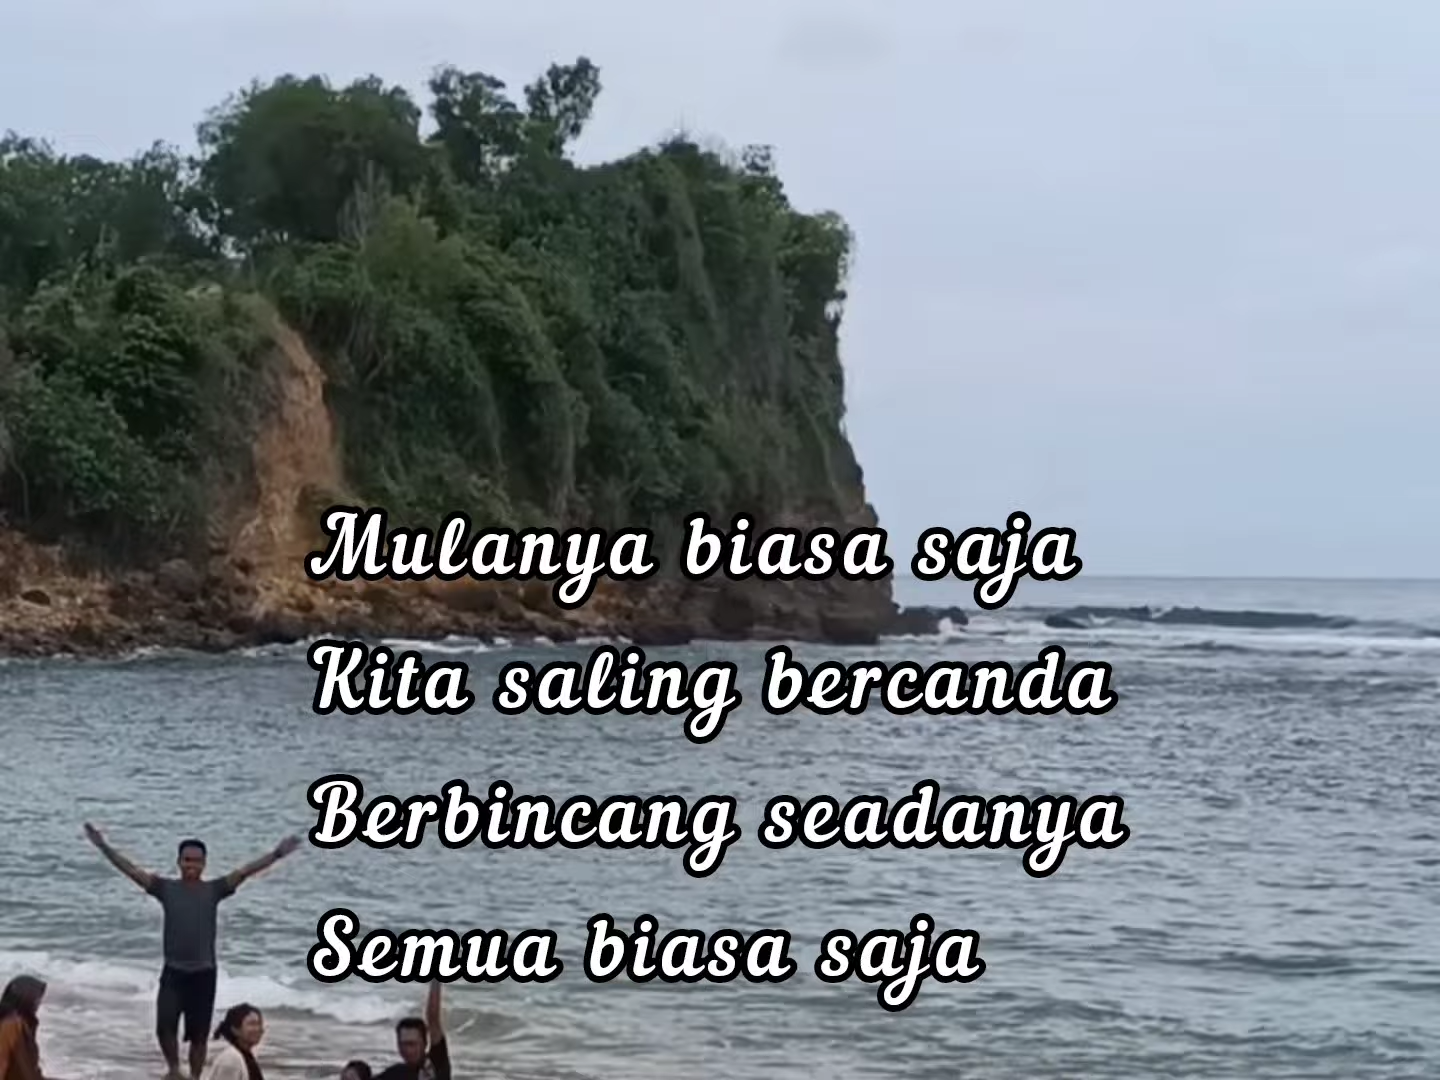 Mulanya biasa saja
Kita saling bercanda
Berbincang seadanya
Semua biasa saja